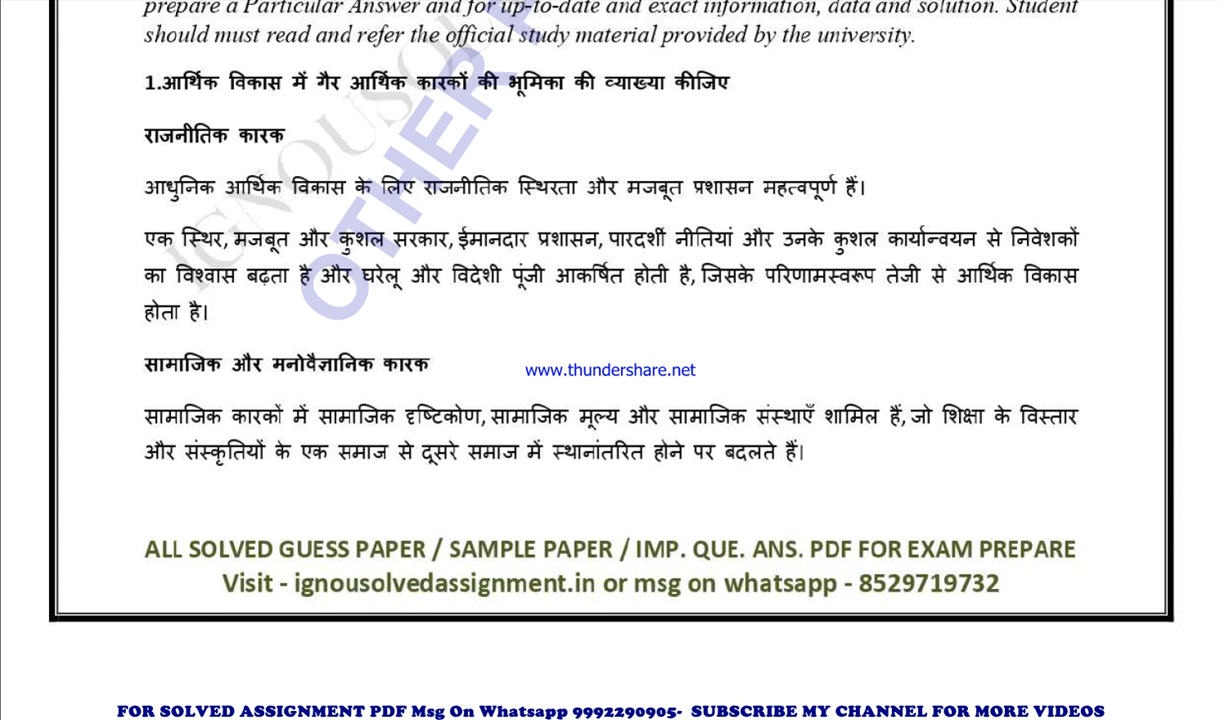 prepare a Particular Answer and for up-to-date and exact information, data and solution. Student
should must read and refer the official study material provided by the university.
1.आर्थिक विकास में गैर आर्थिक कारकों की भूमिका की व्याख्या कीजिए
राजनीतिक कारक
आधुनिक आर्थिक विकास के लिए राजनीतिक स्थिरता और मजबूत प्रशासन महत्वपूर्ण हैं।
एक स्थिर, मजबूत और कुशल सरकार, ईमानदार प्रशासन, पारदर्शी नीतियां और उनके कुशल कार्यान्वयन से निवेशकों
का विश्वास बढ़ता है और घरेलू और विदेशी पूंजी आकर्षित होती है, जिसके परिणामस्वरूप तेजी से आर्थिक विकास
होता है।
सामाजिक और मनोवैज्ञानिक कारक
www.thundershare.net
सामाजिक कारकों में सामाजिक दृष्टिकोण, सामाजिक मूल्य और सामाजिक संस्थाएँ शामिल हैं, जो शिक्षा के विस्तार
और संस्कृतियों के एक समाज से दूसरे समाज में स्थानांतरित होने पर बदलते हैं।
ALL SOLVED GUESS PAPER / SAMPLE PAPER / IMP. QUE. ANS. PDF FOR EXAM PREPARE
Visit - ignousolvedassignment.in or msg on whatsapp - 8529719732
FOR SOLVED ASSIGNMENT PDF Msg On Whatsapp 9992290905- SUBSCRIBE MY CHANNEL FOR MORE VIDEOS
OTHER